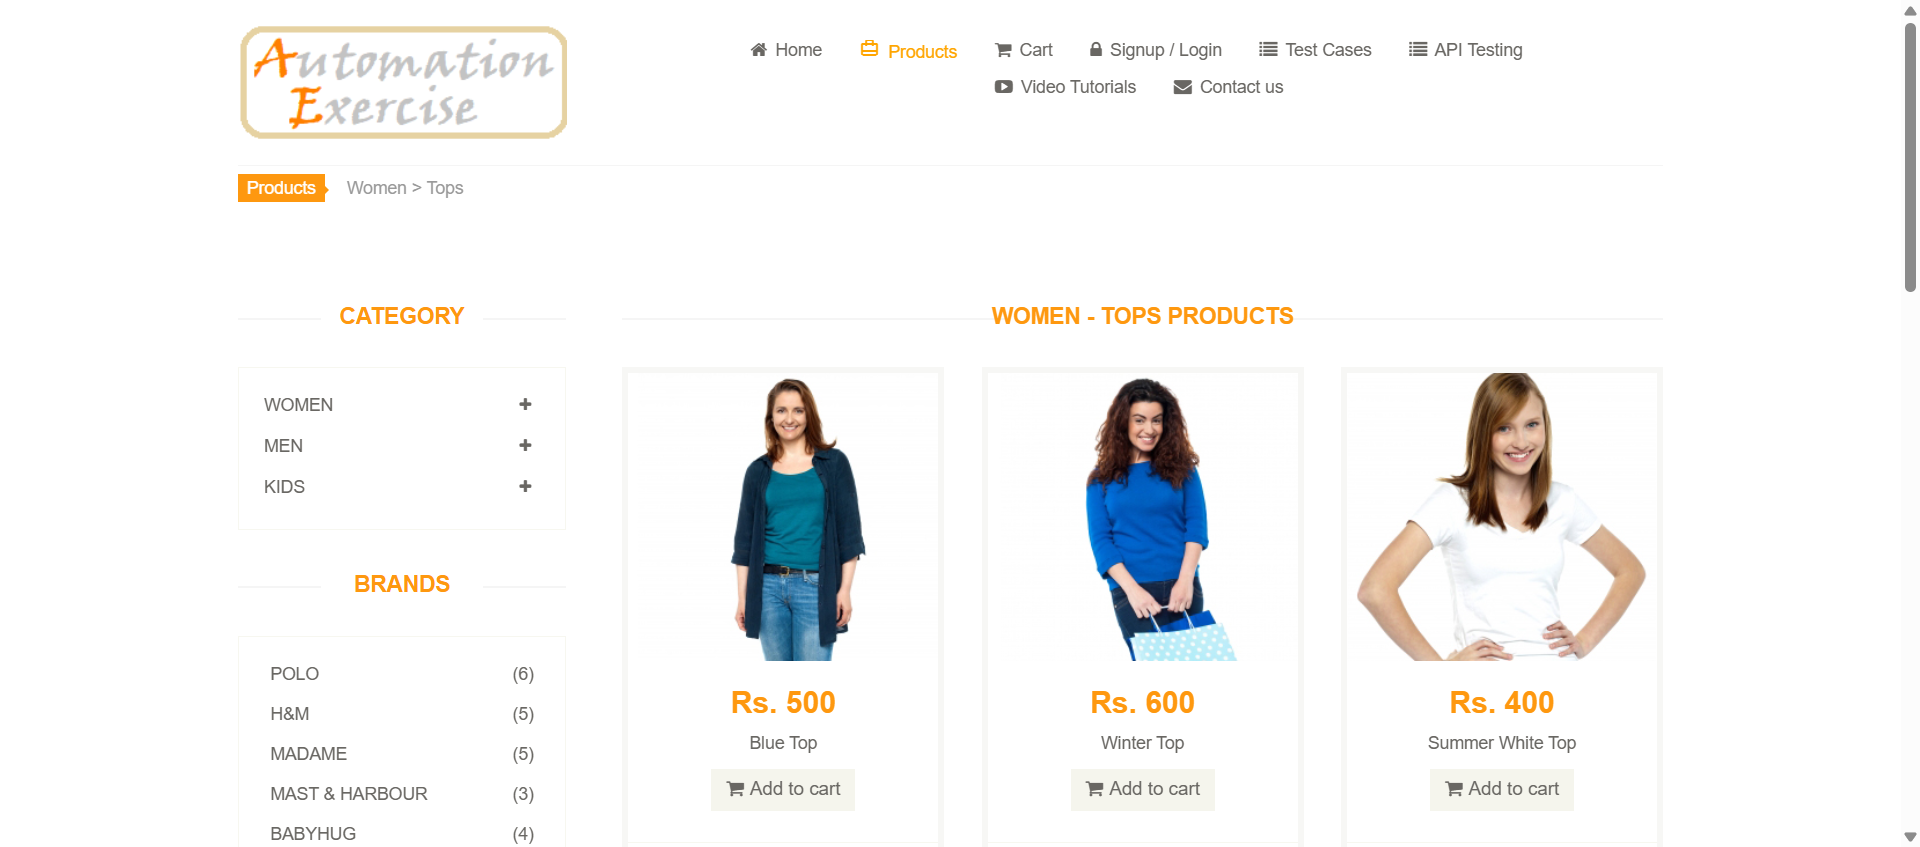 Automation
Exercise
Home
Products
Cart
Signup / Login
Test Cases
API Testing
Video Tutorials
Contact us
Products
Women > Tops
CATEGORY
WOMEN
MEN
KIDS
BRANDS
POLO (6)
H&M (5)
MADAME (5)
MAST & HARBOUR (3)
BABYHUG (4)
WOMEN - TOPS PRODUCTS
Rs. 500
Blue Top
Add to cart
Rs. 600
Winter Top
Add to cart
Rs. 400
Summer White Top
Add to cart